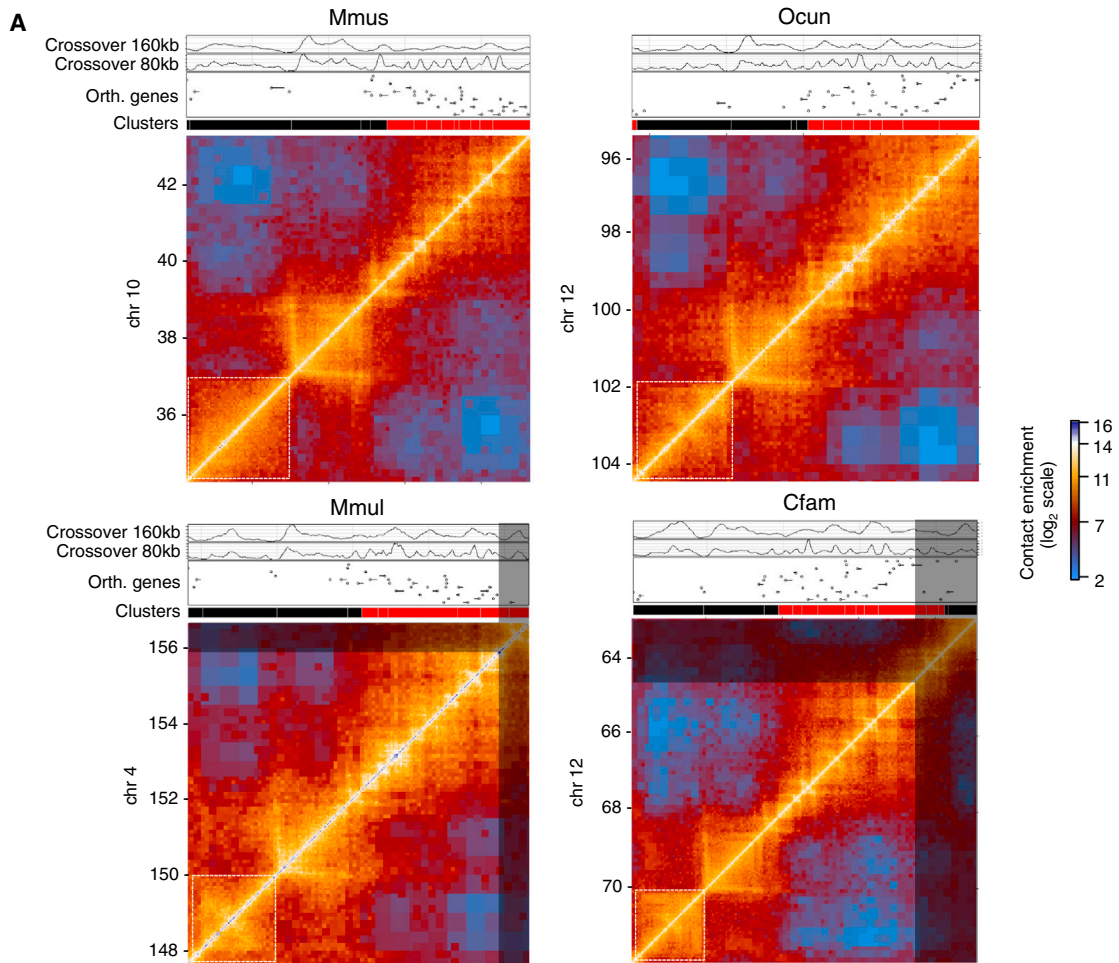 A
Mmus
Ocun
Crossover 160kb
Crossover 80kb
Orth. genes
Clusters
chr 10
42
40
38
36
chr 12
96
98
100
102
104
Contact enrichment
(log2 scale)
16
14
11
7
2
Mmul
Cfam
Crossover 160kb
Crossover 80kb
Orth. genes
Clusters
chr 4
156
154
152
150
148
chr 12
64
66
68
70